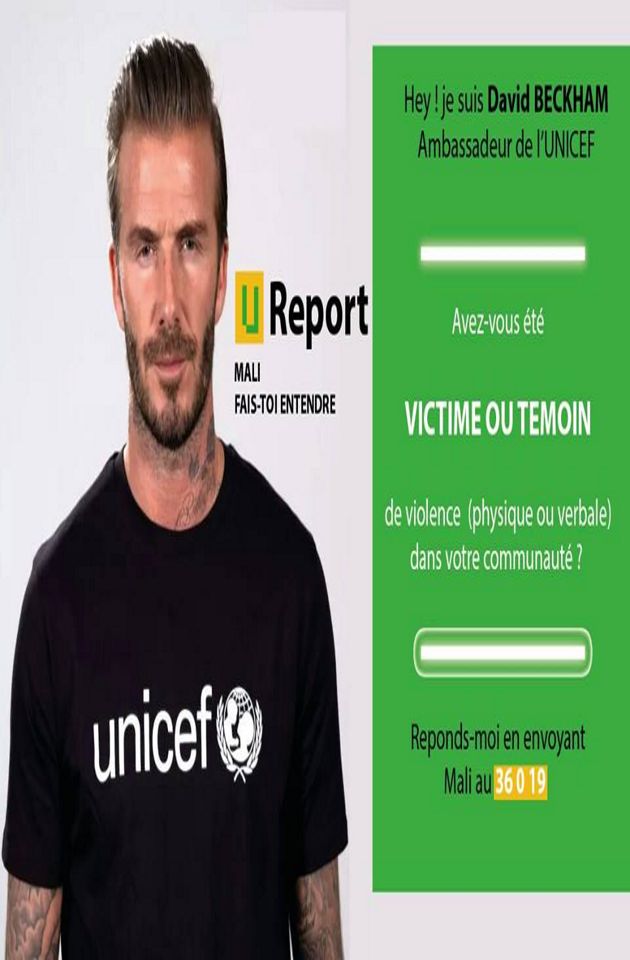 Hey ! je suis David BECKHAM
Ambassadeur de l'UNICEF
U Report
MALI
FAIS-TOI ENTENDRE
Avez-vous été
VICTIME OU TEMOIN
de violence (physique ou verbale)
dans votre communauté ?
unicef
Reponds-moi en envoyant
Mali au 36 0 19